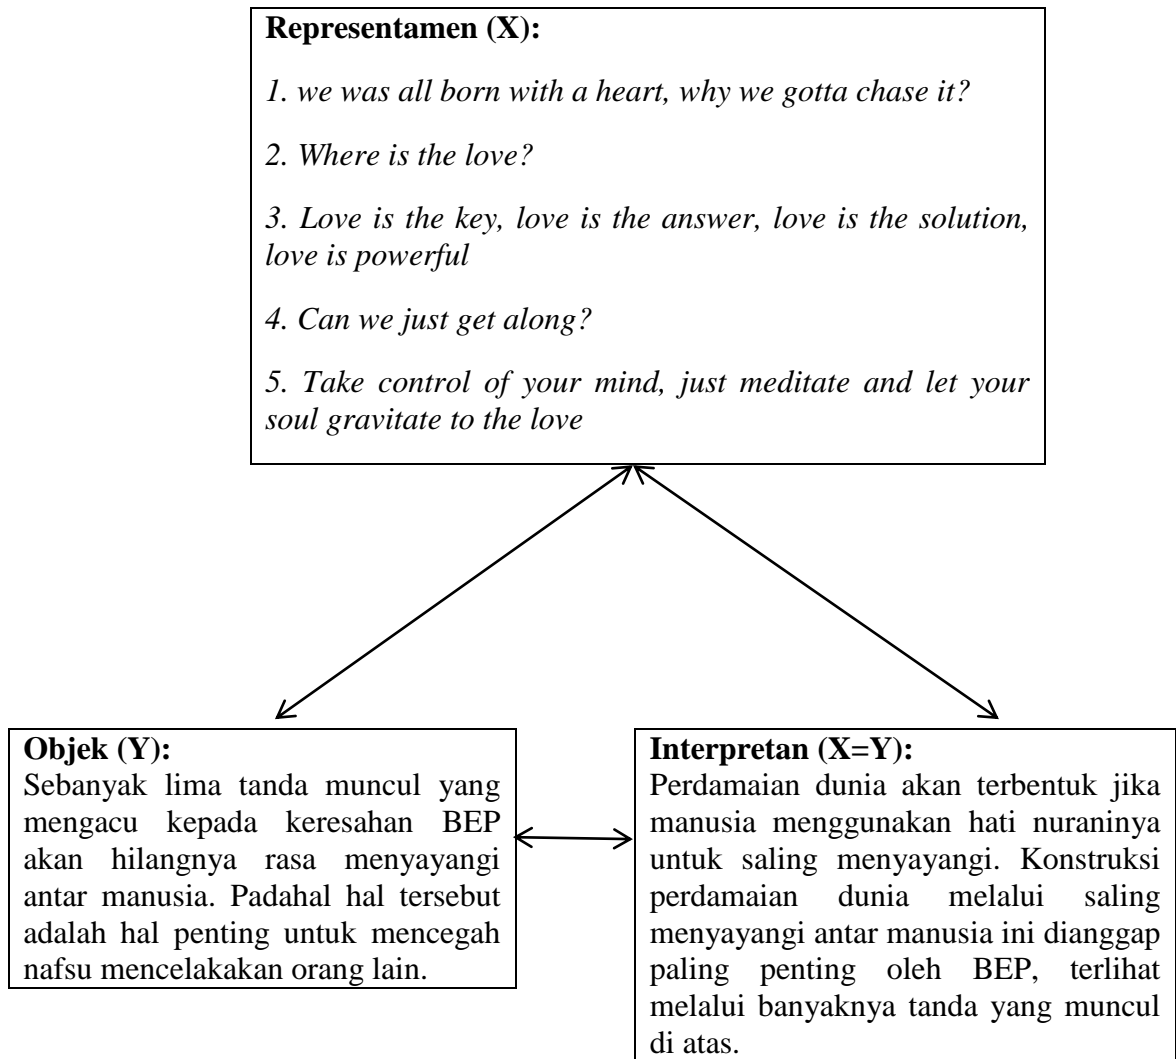 Representamen (X):
1. we was all born with a heart, why we gotta chase it?
2. Where is the love?
3. Love is the key, love is the answer, love is the solution,
love is powerful
4. Can we just get along?
5. Take control of your mind, just meditate and let your
soul gravitate to the love
Objek (Y):
Sebanyak lima tanda muncul yang
mengacu kepada keresahan BEP
akan hilangnya rasa menyayangi
antar manusia. Padahal hal tersebut
adalah hal penting untuk mencegah
nafsu mencelakakan orang lain.
Interpretan (X=Y):
Perdamaian dunia akan terbentuk jika
manusia menggunakan hati nuraninya
untuk saling menyayangi. Konstruksi
perdamaian dunia melalui saling
menyayangi antar manusia ini dianggap
paling penting oleh BEP, terlihat
melalui banyaknya tanda yang muncul
di atas.